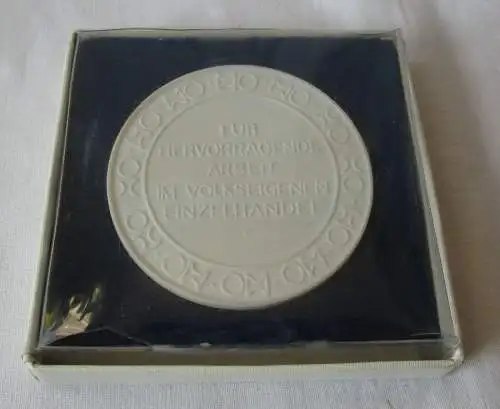 FÜR
HERVORRAGENDE
ARBEIT
IM VOLKSEIGENEN
EINZELHANDEL